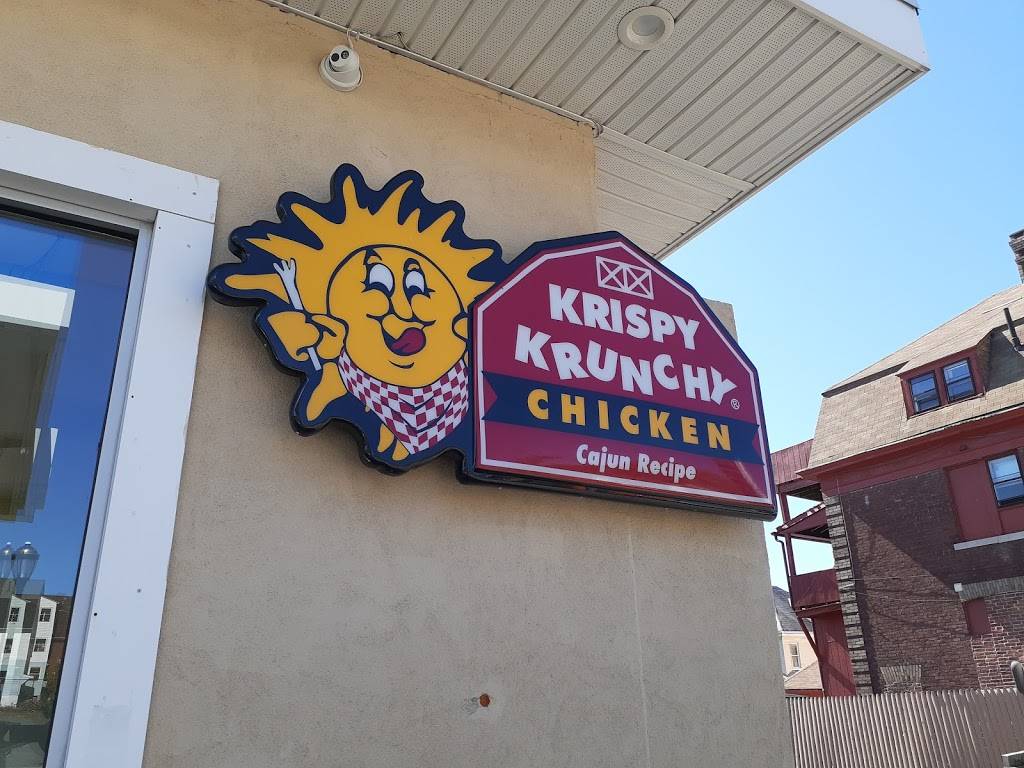 KRISPY
KRUNCHY®
CHICKEN
Cajun Recipe